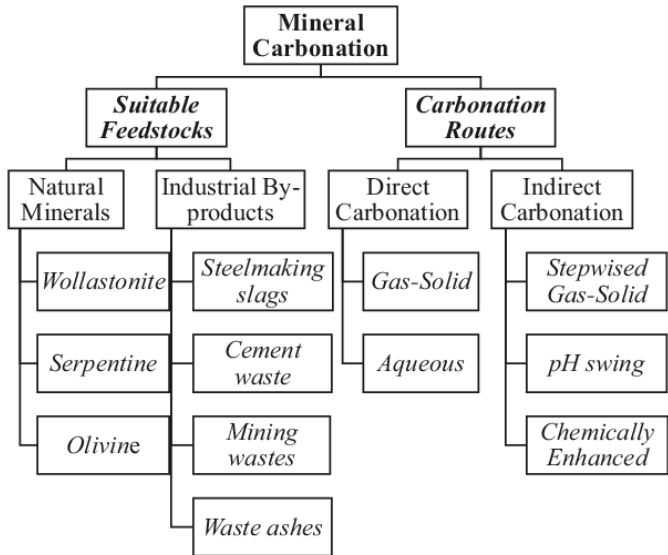 Mineral
Carbonation
Suitable
Feedstocks
Carbonation
Routes
Natural
Minerals
Industrial By-
products
Direct
Carbonation
Indirect
Carbonation
Wollastonite
Steelmaking
slags
Gas-Solid
Stepwised
Gas-Solid
Serpentine
Cement
waste
Aqueous
pH swing
Olivine
Mining
wastes
Chemically
Enhanced
Waste ashes